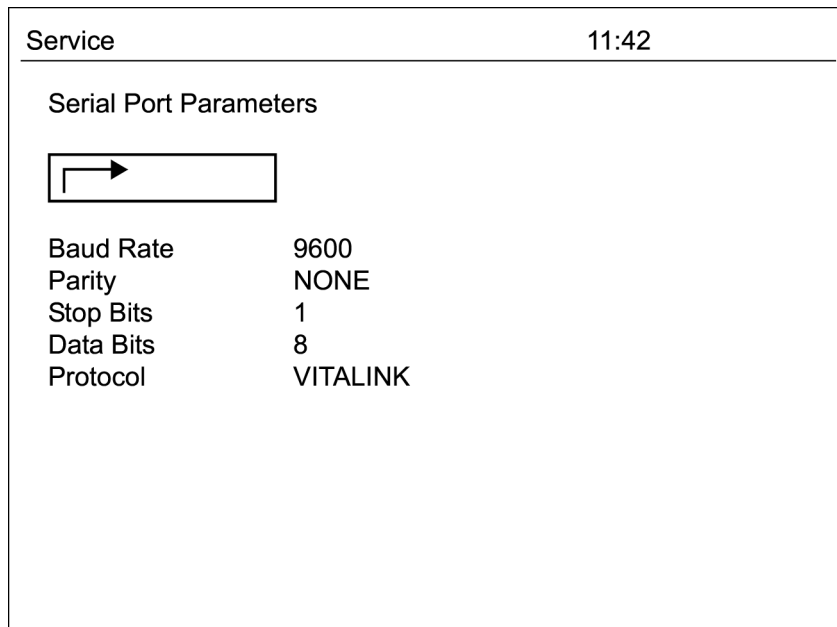 Service 11:42
Serial Port Parameters
Baud Rate 9600
Parity NONE
Stop Bits 1
Data Bits 8
Protocol VITALINK